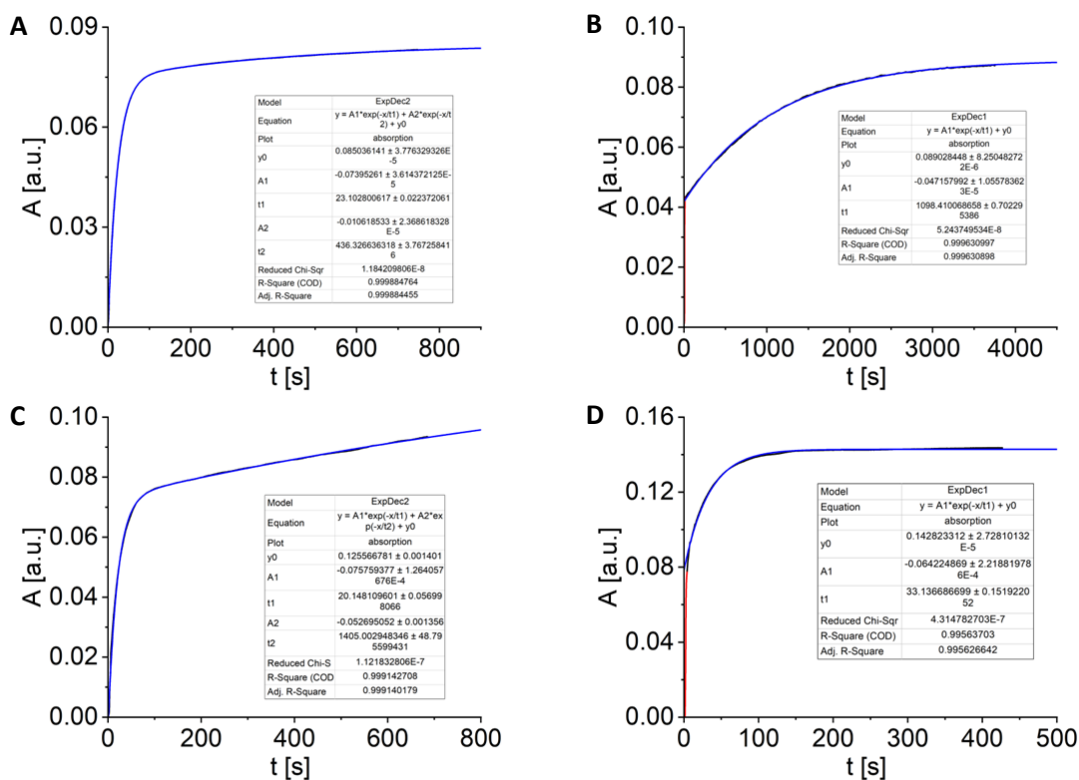 A
A [a.u.]
0.09
0.06
0.03
0.00
0 200 400 600 800
t [s]
Model ExpDec2
Equation y = A1*exp(-x/t1) + A2*exp(-x/t
2) + y0
Plot absorption
y0 0.085036141 ± 3.776329326E
-5
A1 -0.07395261 ± 3.614372125E-
5
t1 23.102800617 ± 0.022372061
A2 -0.010618533 ± 2.368618328
E-5
t2 436.326636318 ± 3.76725841
6
Reduced Chi-Sqr 1.184209806E-8
R-Square (COD) 0.999884764
Adj. R-Square 0.999884455
B
A [a.u.]
0.10
0.08
0.06
0.04
0.02
0.00
0 1000 2000 3000 4000
t [s]
Model ExpDec1
Equation y = A1*exp(-x/t1) + y0
Plot absorption
y0 0.089028448 ± 8.25048272
2E-6
A1 -0.047157992 ± 1.05578362
3E-5
t1 1098.410068658 ± 0.70229
5386
Reduced Chi-Sqr 5.243749534E-8
R-Square (COD) 0.999630997
Adj. R-Square 0.999630898
C
A [a.u.]
0.10
0.08
0.06
0.04
0.02
0.00
0 200 400 600 800
t [s]
Model ExpDec2
Equation y = A1*exp(-x/t1) + A2*ex
p(-x/t2) + y0
Plot absorption
y0 0.125566781 ± 0.001401
A1 -0.075759377 ± 1.264057
676E-4
t1 20.148109601 ± 0.05699
8066
A2 -0.052695052 ± 0.001356
t2 1405.002948346 ± 48.79
5599431
Reduced Chi-S 1.121832806E-7
R-Square (COD 0.999142708
Adj. R-Square 0.999140179
D
A [a.u.]
0.16
0.12
0.08
0.04
0.00
0 100 200 300 400 500
t [s]
Model ExpDec1
Equation y = A1*exp(-x/t1) + y0
Plot absorption
y0 0.142823312 ± 2.72810132
E-5
A1 -0.064224869 ± 2.21881978
6E-4
t1 33.136686699 ± 0.1519220
52
Reduced Chi-Sqr 4.314782703E-7
R-Square (COD) 0.99563703
Adj. R-Square 0.995626642